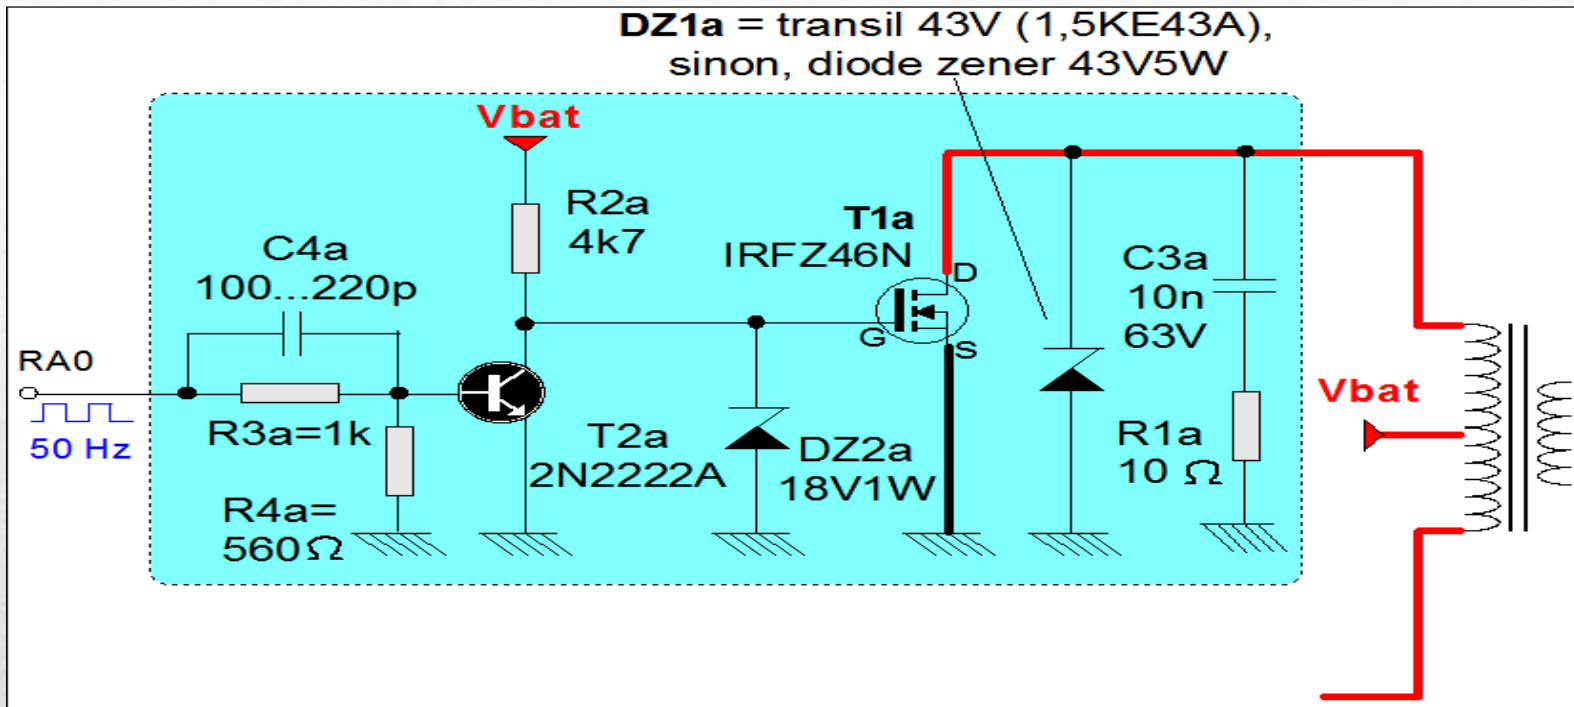 DZ1a = transil 43V (1,5KE43A),
sinon, diode zener 43V5W
Vbat
R2a
4k7
T1a
IRFZ46N
C4a
100...220p
D
G
S
C3a
10n
63V
RA0
50 Hz
R3a=1k
R4a=
560Ω
T2a
2N2222A
DZ2a
18V1W
R1a
10 Ω
Vbat